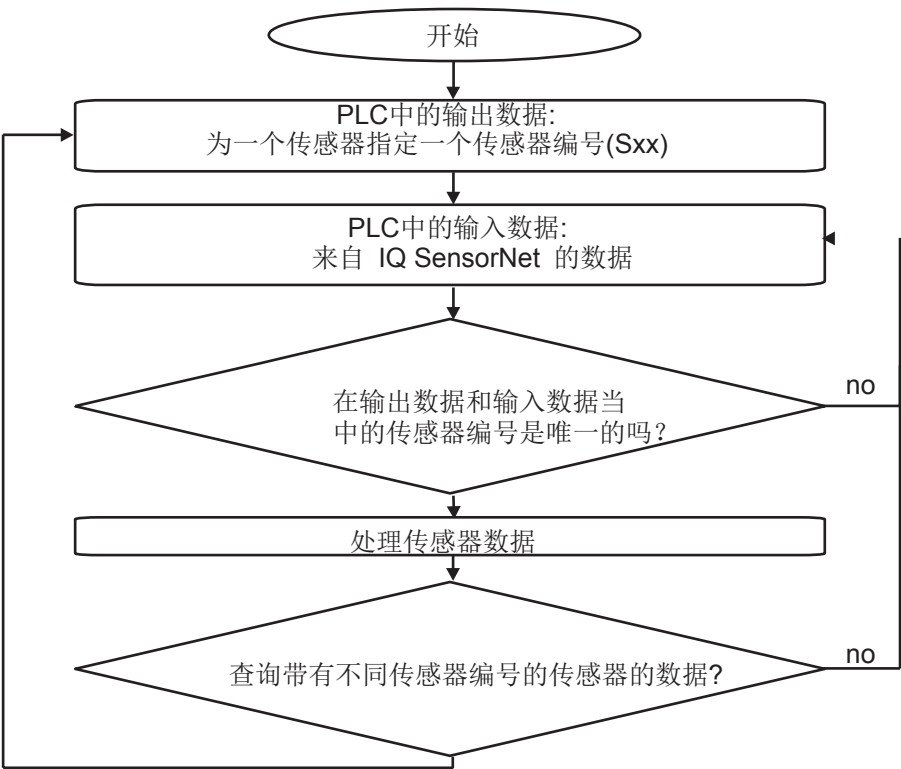 开始
PLC中的输出数据:
为一个传感器指定一个传感器编号(Sxx)
PLC中的输入数据:
来自 IQ SensorNet 的数据
在输出数据和输入数据当
中的传感器编号是唯一的吗?
no
处理传感器数据
查询带有不同传感器编号的传感器的数据?
no